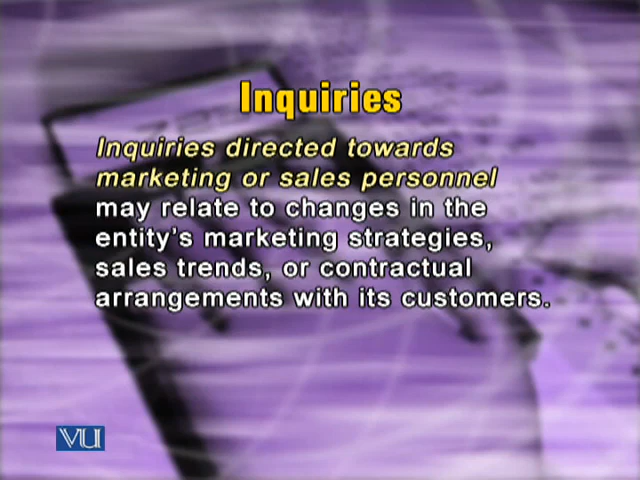 Inquiries
Inquiries directed towards
marketing or sales personnel
may relate to changes in the
entity's marketing strategies,
sales trends, or contractual
arrangements with its customers.
VU